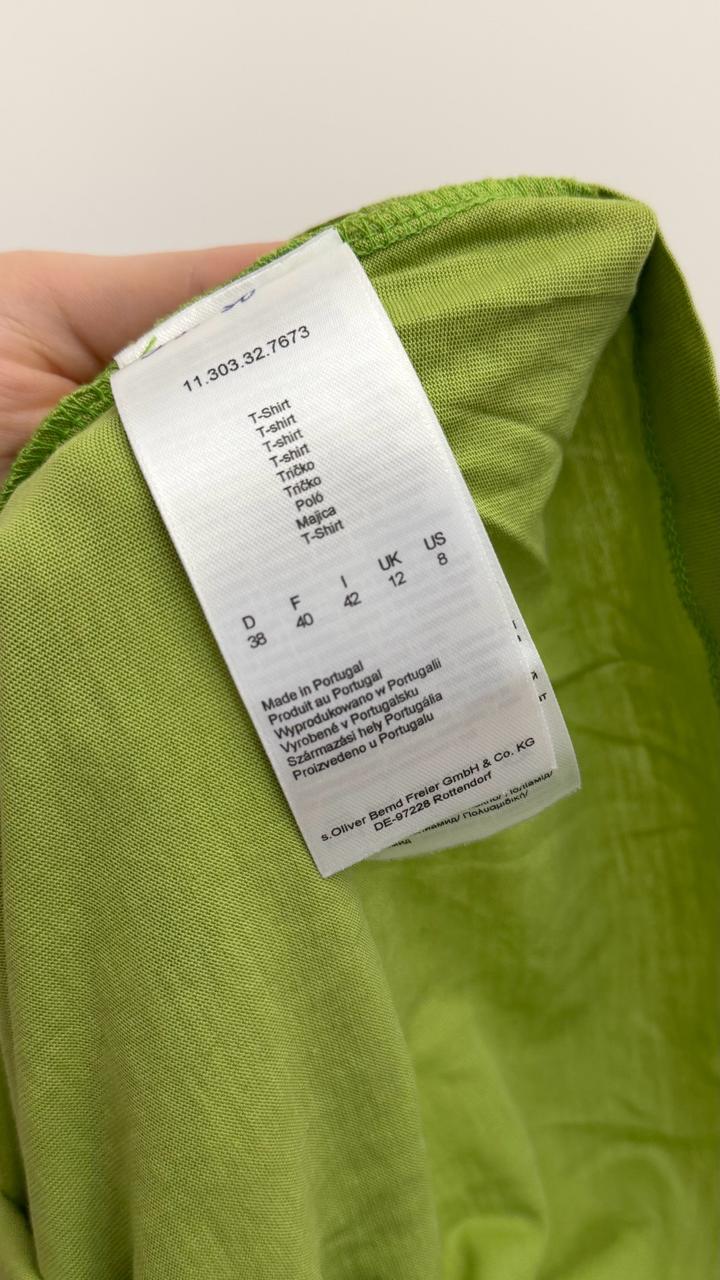 11.303.32.7673
T-Shirt
T-shirt
T-shirt
T-shirt
Tričko
Tričko
Poló
Majica
T-Shirt
D F I UK US
38 40 42 12 8
Made in Portugal
Produit au Portugal
Wyprodukowano w Portugalii
Vyrobené v Portugalsku
Származási hely Portugália
Proizvedeno u Portugalu
s.Oliver Bernd Freier GmbH & Co. KG
DE-97228 Rottendorf